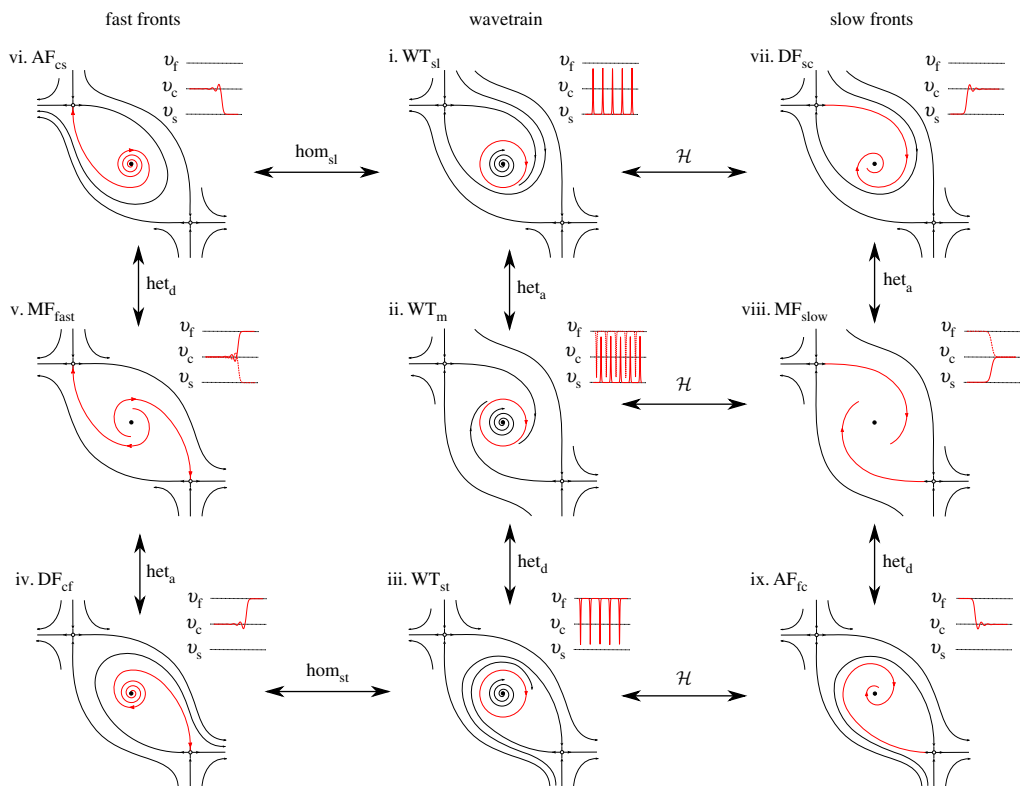 fast fronts
wavetrain
slow fronts
vi. AF_cs
υ_f
υ_c
υ_s
i. WT_sl
υ_f
υ_c
υ_s
vii. DF_sc
υ_f
υ_c
υ_s
hom_sl
ℋ
het_d
het_a
het_a
v. MF_fast
υ_f
υ_c
υ_s
ii. WT_m
υ_f
υ_c
υ_s
viii. MF_slow
υ_f
υ_c
υ_s
ℋ
het_a
het_d
het_d
iv. DF_cf
υ_f
υ_c
υ_s
iii. WT_st
υ_f
υ_c
υ_s
ix. AF_fc
υ_f
υ_c
υ_s
hom_st
ℋ